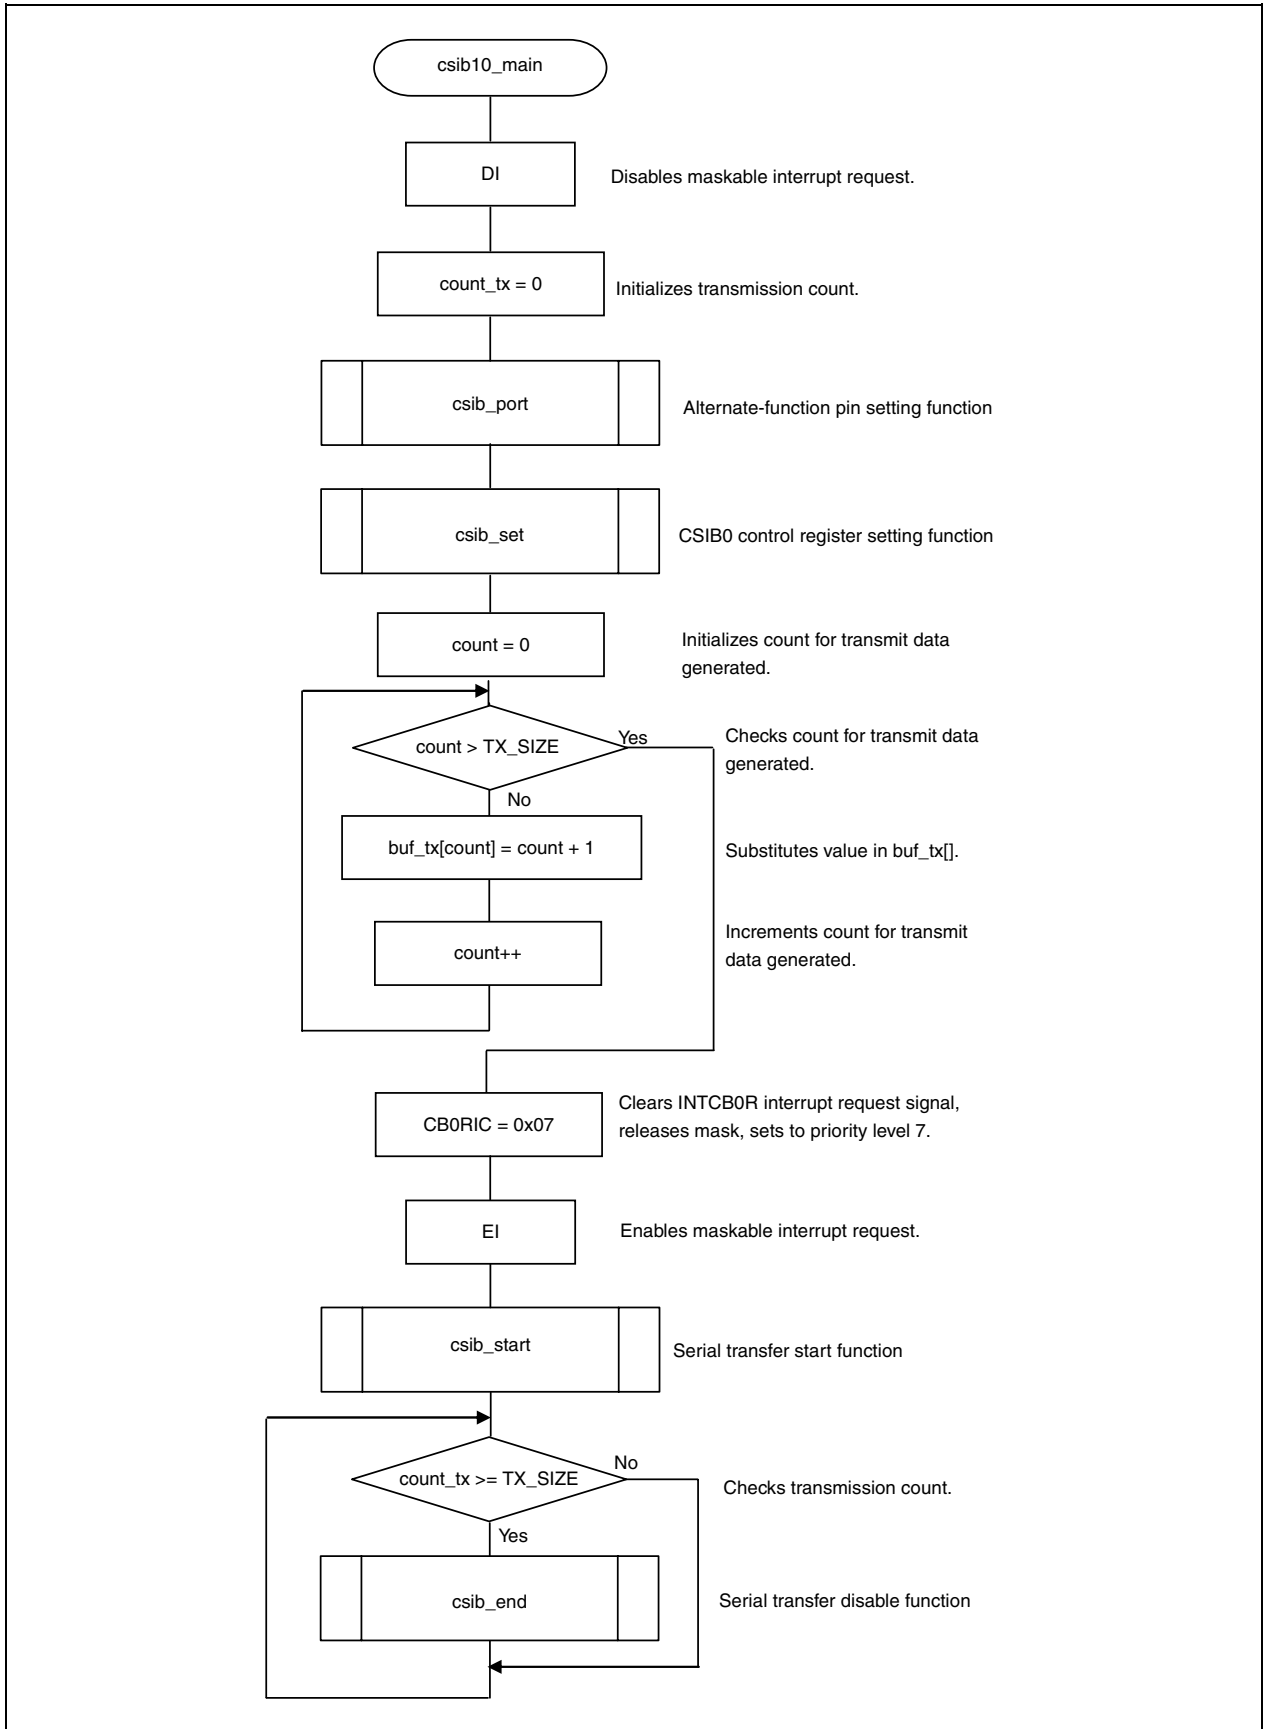 csib10_main
DI
Disables maskable interrupt request.
count_tx = 0
Initializes transmission count.
csib_port
Alternate-function pin setting function
csib_set
CSIB0 control register setting function
count = 0
Initializes count for transmit data
generated.
count > TX_SIZE
Yes
Checks count for transmit data
generated.
No
buf_tx[count] = count + 1
Substitutes value in buf_tx[].
count++
Increments count for transmit
data generated.
CB0RIC = 0x07
Clears INTCB0R interrupt request signal,
releases mask, sets to priority level 7.
EI
Enables maskable interrupt request.
csib_start
Serial transfer start function
count_tx >= TX_SIZE
No
Checks transmission count.
Yes
csib_end
Serial transfer disable function